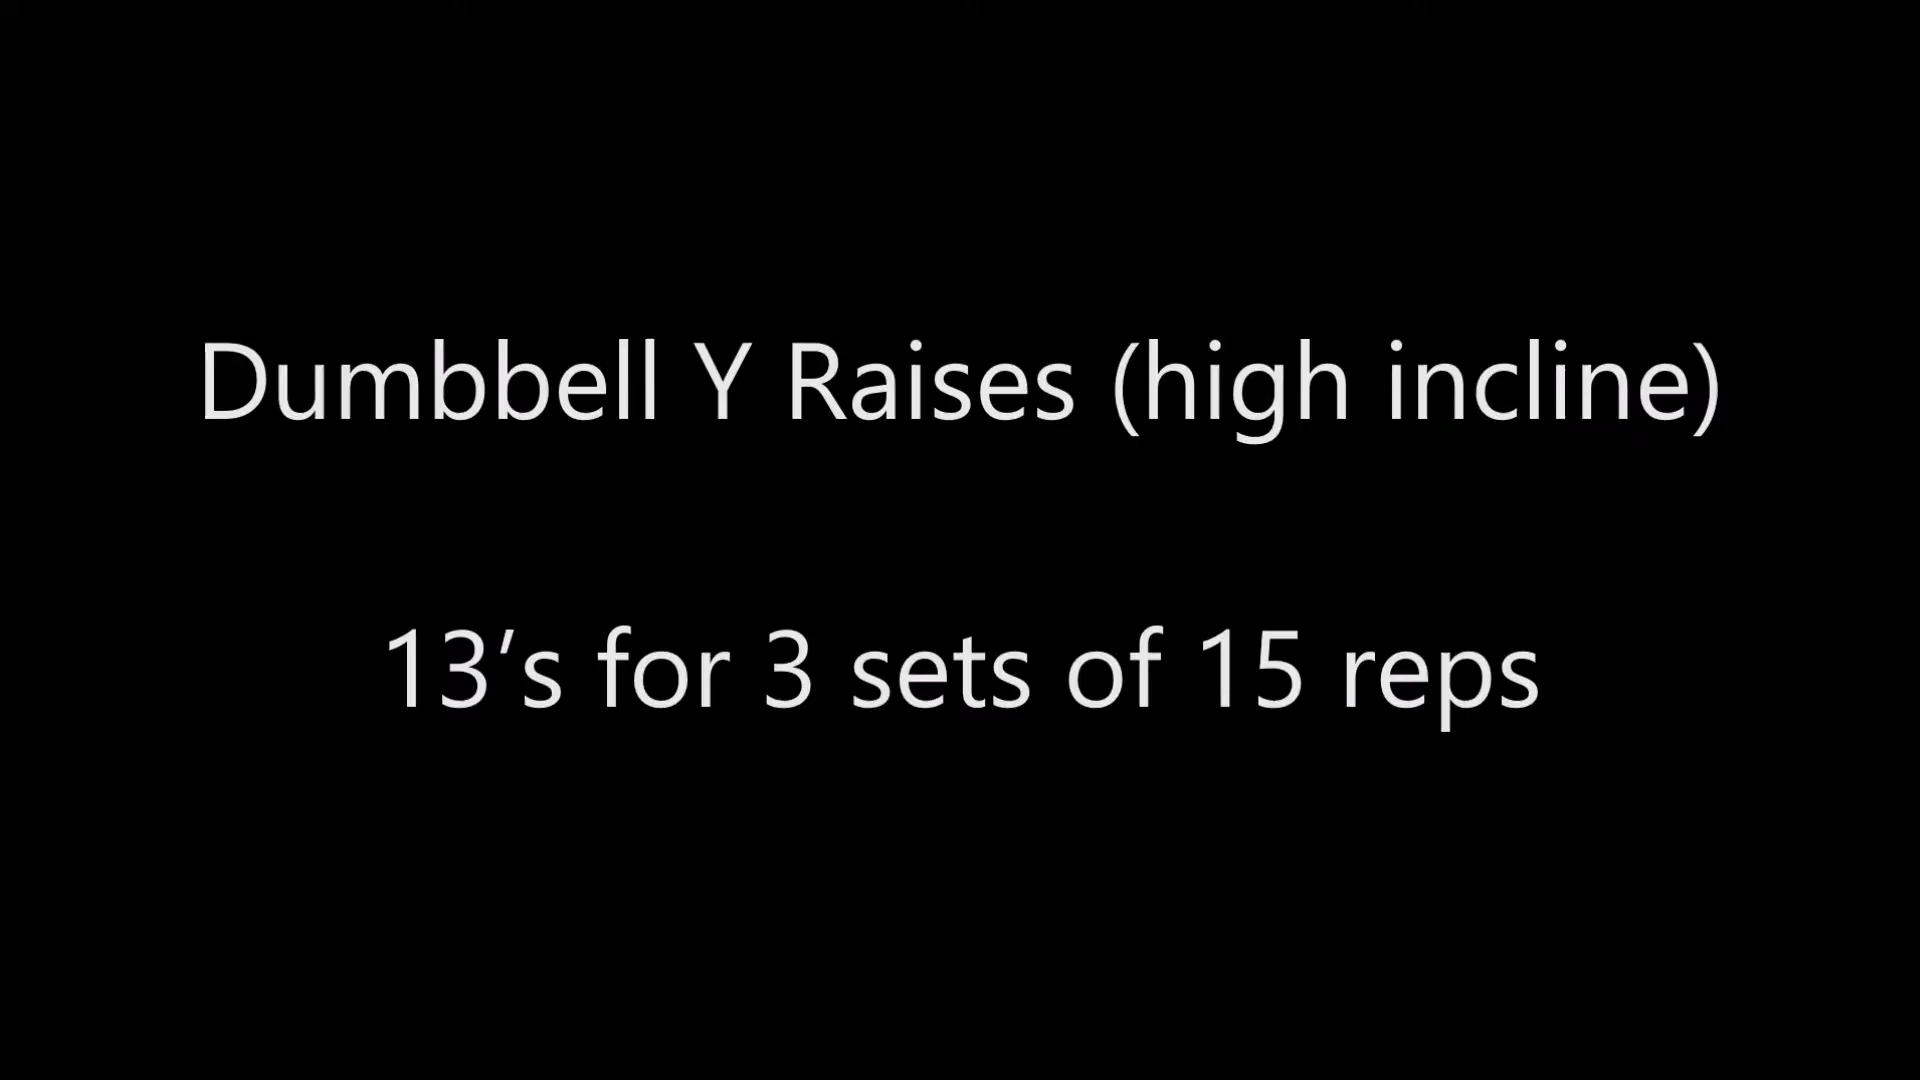 Dumbbell Y Raises (high incline)
13’s for 3 sets of 15 reps